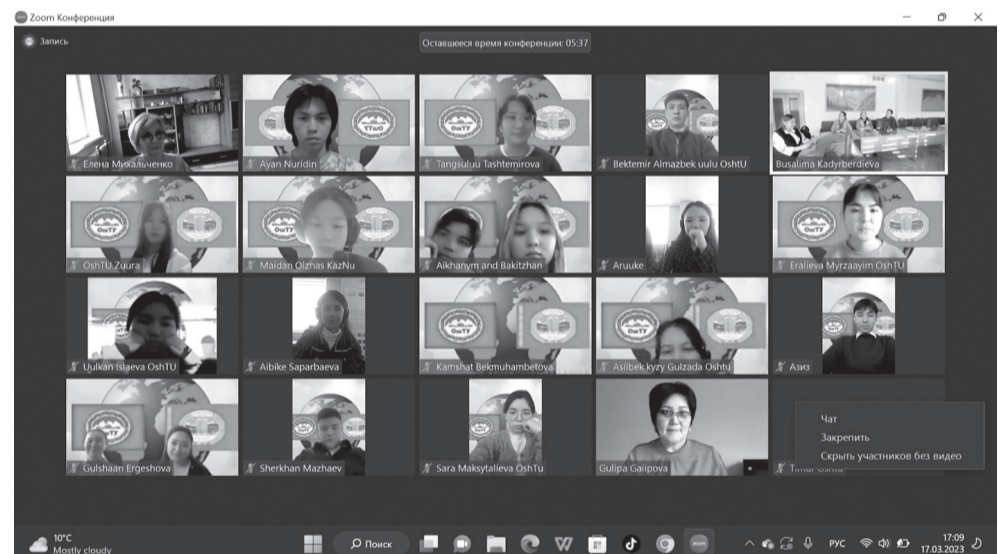 Zoom Конференция
Запись
Оставшееся время конференции: 05:37
Елена Михальченко
Ayan Nuridin
Tangsuluu Tashtemirova
Bektemir Almazbek uulu OshtU
Busalima Kadyrberdieva
OshTU Zuura
Maidan Olzhas KazNu
Aikhanym and Bakitzhan
Aruuke
Eralieva Myrzaayim OshTU
Uulkan Islaeva OshTU
Aibike Saparbaeva
Kamshat Bekmuhambetova
Asilbek kyzy Gulzada Oshtu
Азиз
Gulshaan Ergeshova
Sherkhan Mazhaev
Sara Maksytalieva OshTu
Gulipa Gaiipova
Чат
Закрепить
Скрыть участников без видео
ОшТУ
10°C
Mostly cloudy
Поиск
zoom
РУС
17:09
17.03.2023